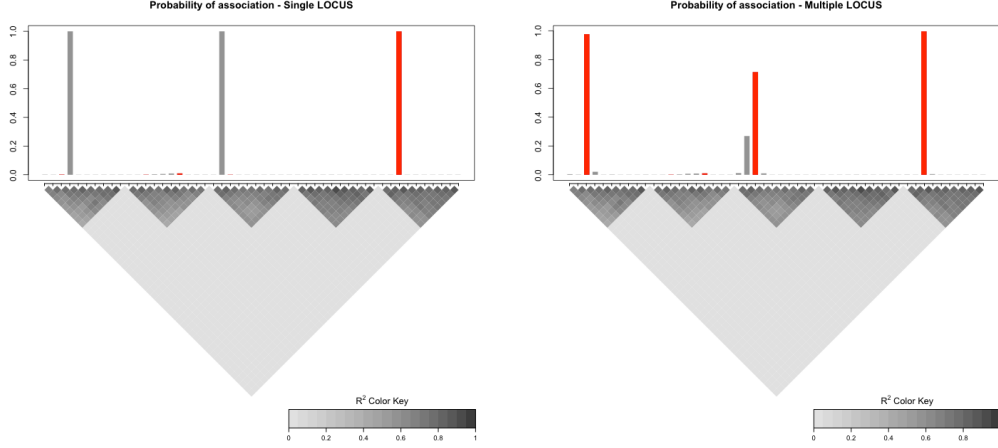 Probability of association - Single LOCUS
1.0
0.8
0.6
0.4
0.2
0.0
R² Color Key
0 0.2 0.4 0.6 0.8 1
Probability of association - Multiple LOCUS
1.0
0.8
0.6
0.4
0.2
0.0
R² Color Key
0 0.2 0.4 0.6 0.8